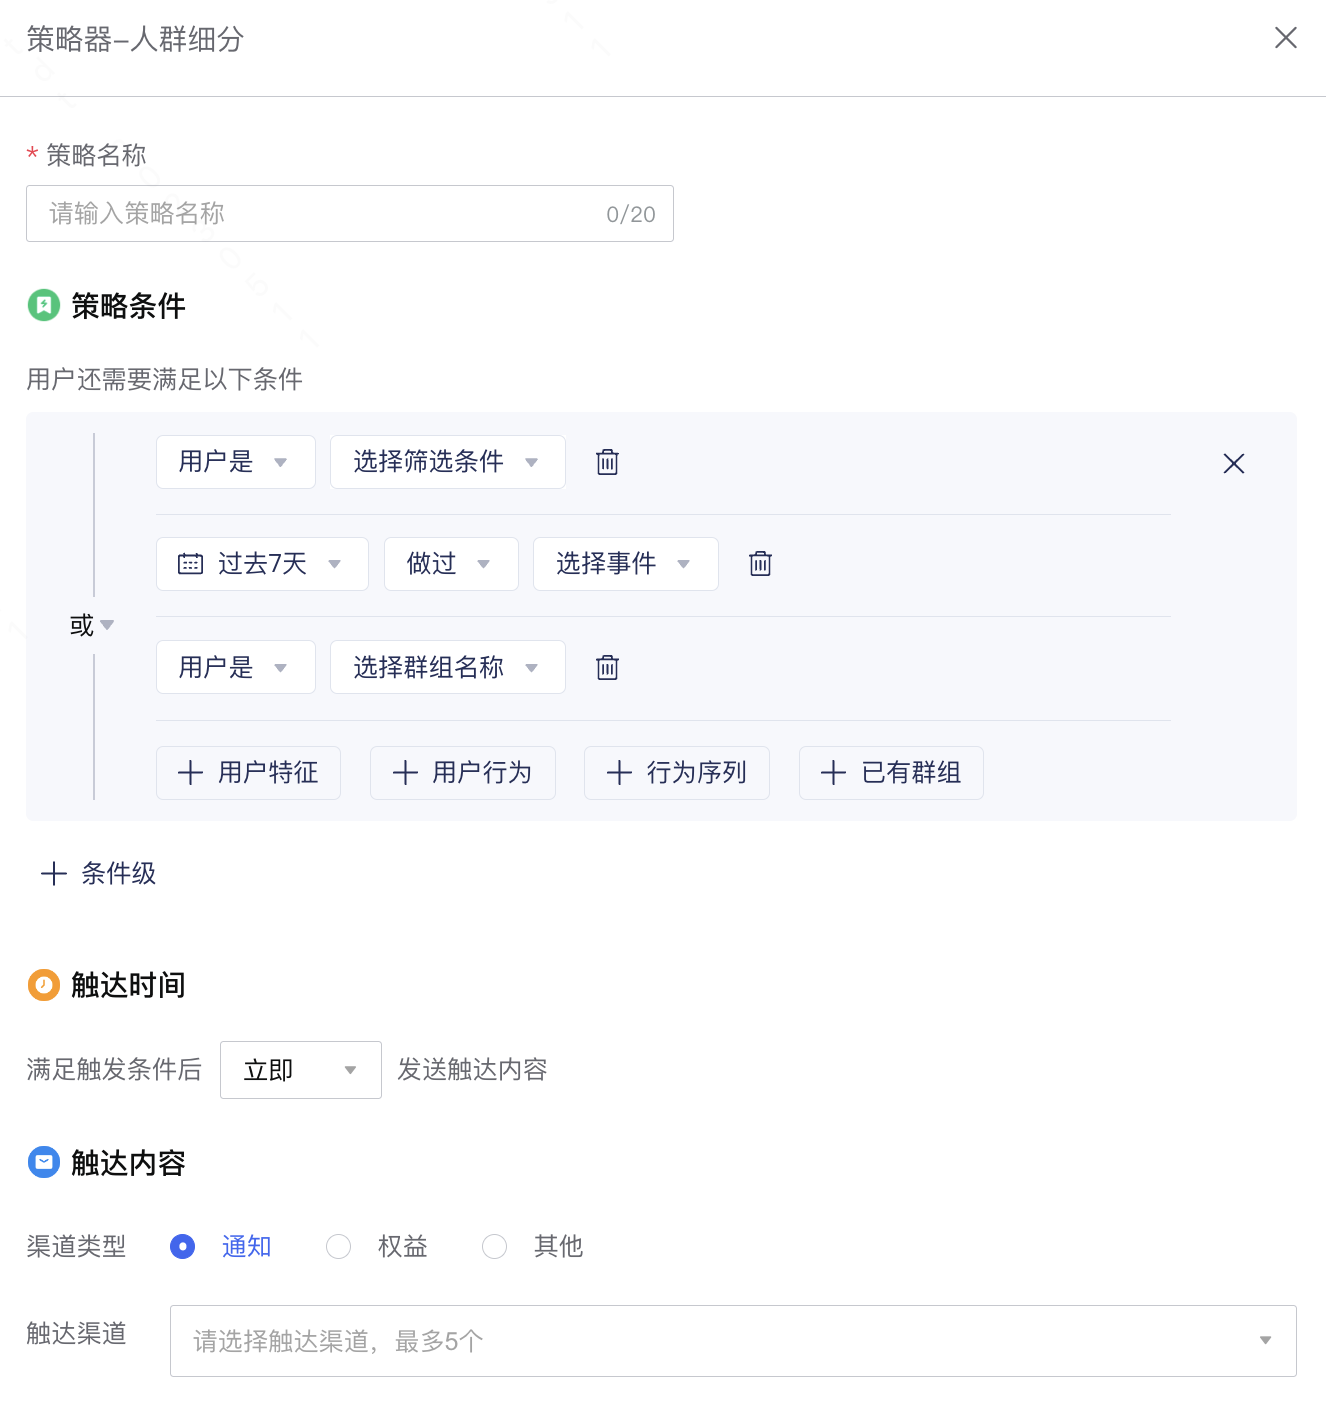 策略器-人群细分
* 策略名称
请输入策略名称 0/20
策略条件
用户还需要满足以下条件
用户是 选择筛选条件
过去7天 做过 选择事件
或
用户是 选择群组名称
用户特征 用户行为 行为序列 已有群组
条件级
触达时间
满足触发条件后 立即 发送触达内容
触达内容
渠道类型 通知 权益 其他
触达渠道 请选择触达渠道，最多5个